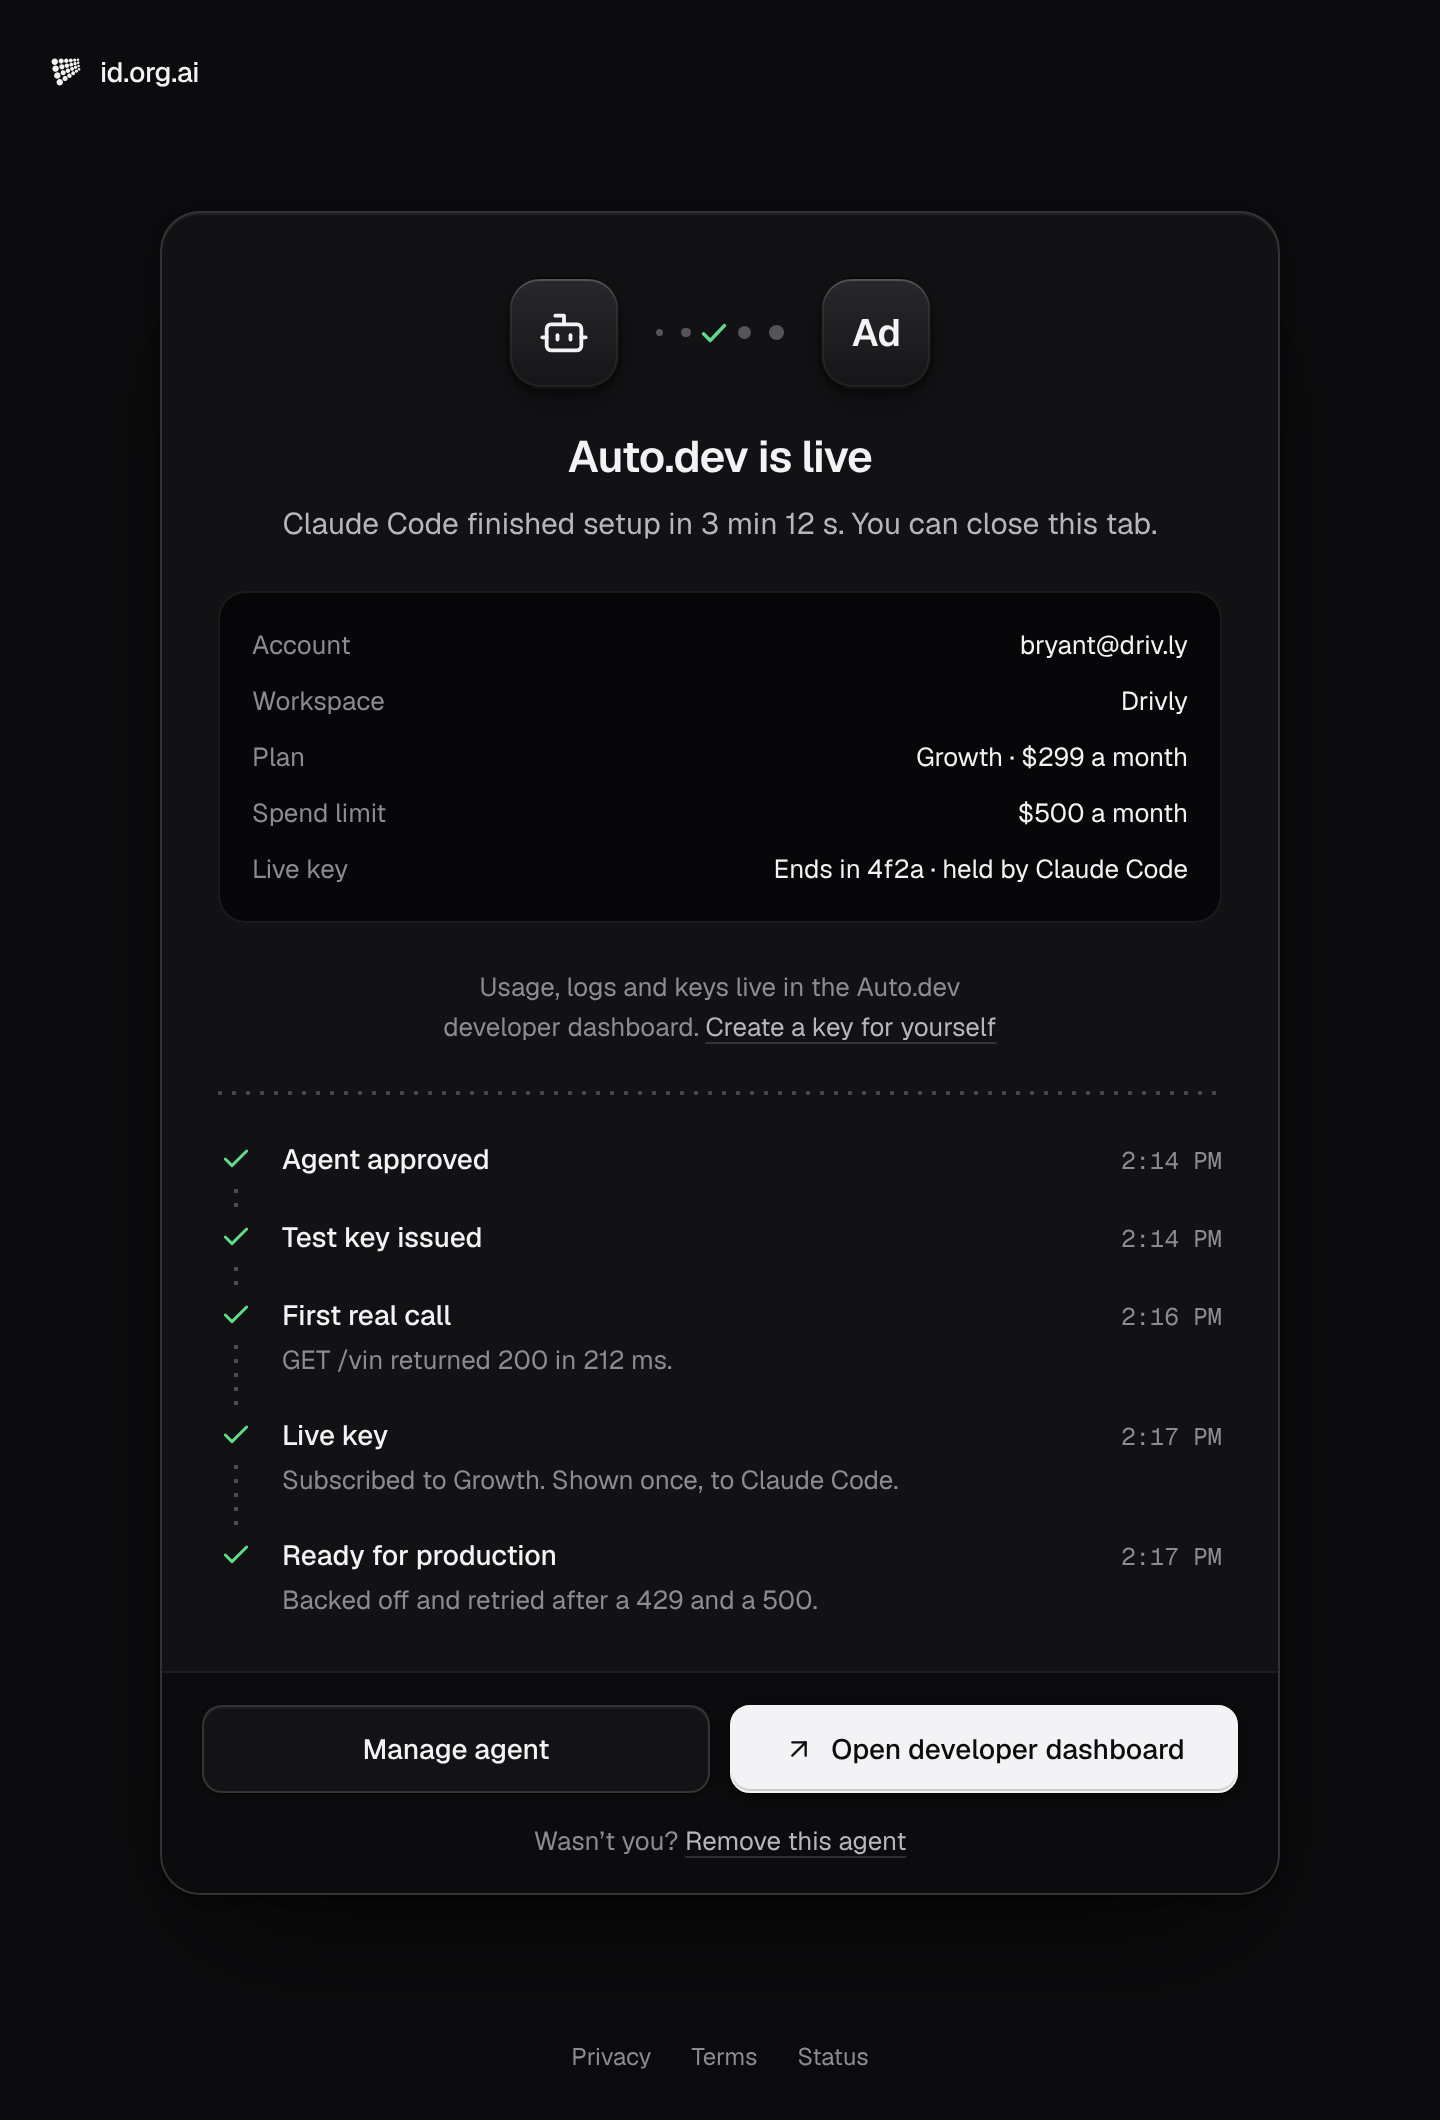 id.org.ai
Ad
Auto.dev is live
Claude Code finished setup in 3 min 12 s. You can close this tab.
Account bryant@driv.ly
Workspace Drivly
Plan Growth · $299 a month
Spend limit $500 a month
Live key Ends in 4f2a · held by Claude Code
Usage, logs and keys live in the Auto.dev
developer dashboard. Create a key for yourself
Agent approved 2:14 PM
Test key issued 2:14 PM
First real call 2:16 PM
GET /vin returned 200 in 212 ms.
Live key 2:17 PM
Subscribed to Growth. Shown once, to Claude Code.
Ready for production 2:17 PM
Backed off and retried after a 429 and a 500.
Manage agent Open developer dashboard
Wasn’t you? Remove this agent
Privacy Terms Status